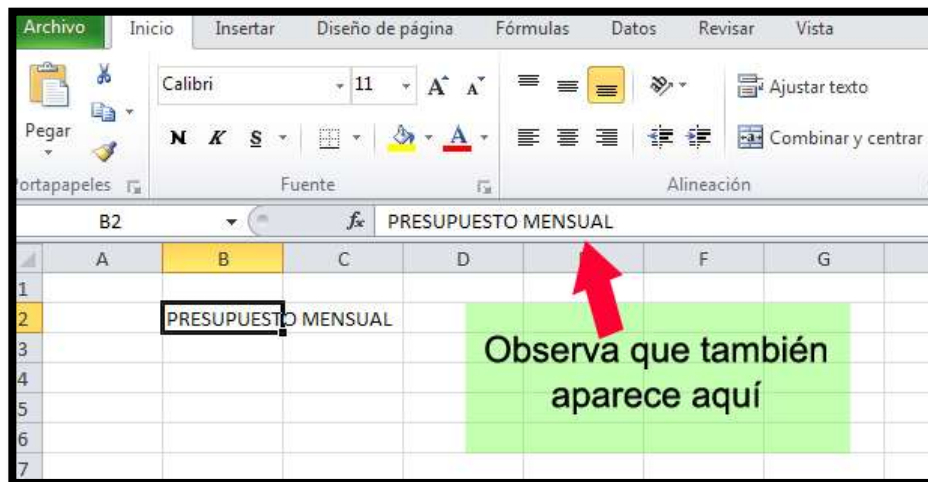 Archivo Inicio Insertar Diseño de página Fórmulas Datos Revisar Vista
Calibri 11 A A Ajustar texto
Pegar N K S A Combinar y centrar
ortapapeles Fuente Alineación
B2 fx PRESUPUESTO MENSUAL
A B C D F G
1
2 PRESUPUESTO MENSUAL
3
4
5
6
7
Observa que también
aparece aquí